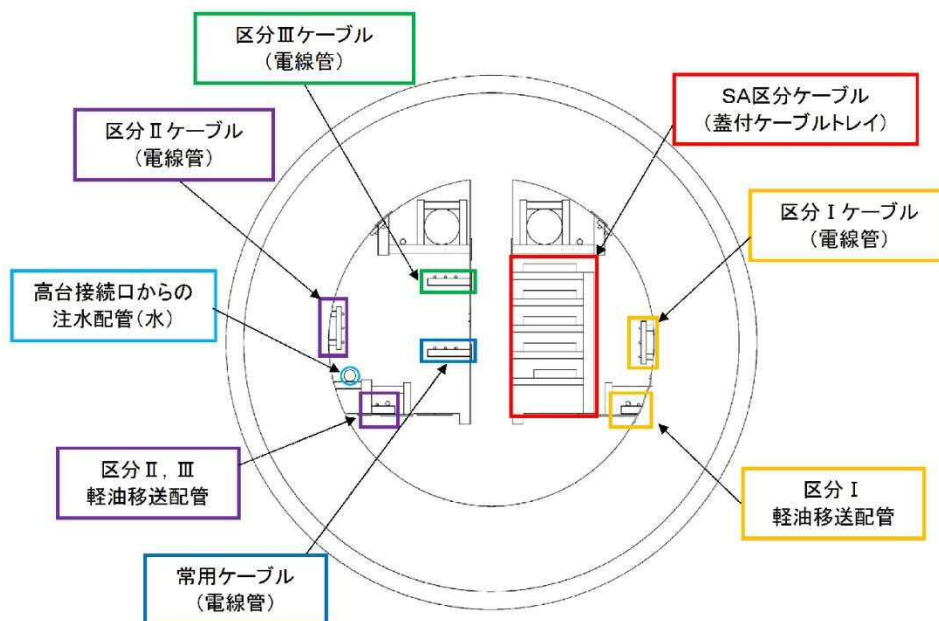 区分Ⅲケーブル
(電線管)
SA区分ケーブル
(蓋付ケーブルトレイ)
区分Ⅱケーブル
(電線管)
区分Ⅰケーブル
(電線管)
高台接続口からの
注水配管(水)
区分Ⅱ,Ⅲ
軽油移送配管
区分Ⅰ
軽油移送配管
常用ケーブル
(電線管)